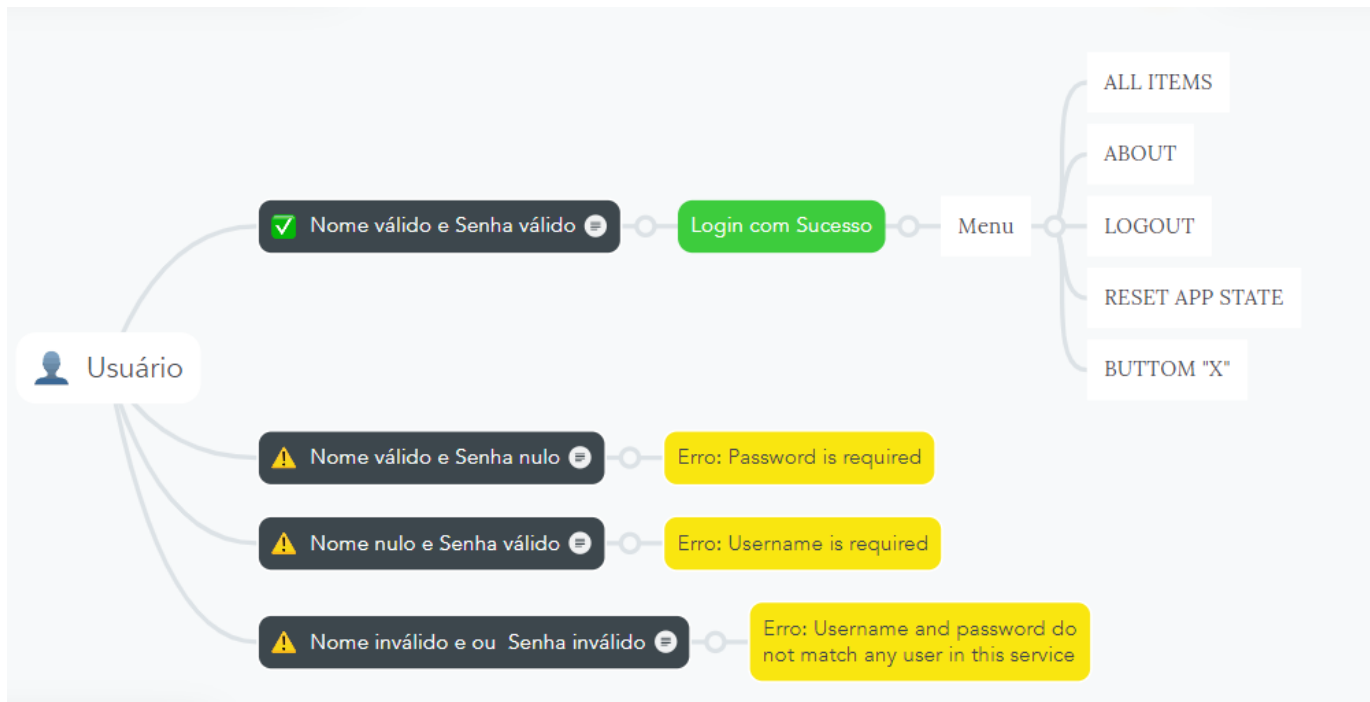 ALL ITEMS
ABOUT
Nome válido e Senha válido
Login com Sucesso
Menu
LOGOUT
RESET APP STATE
Usuário
BUTTOM "X"
Nome válido e Senha nulo
Erro: Password is required
Nome nulo e Senha válido
Erro: Username is required
Nome inválido e ou Senha inválido
Erro: Username and password do
not match any user in this service